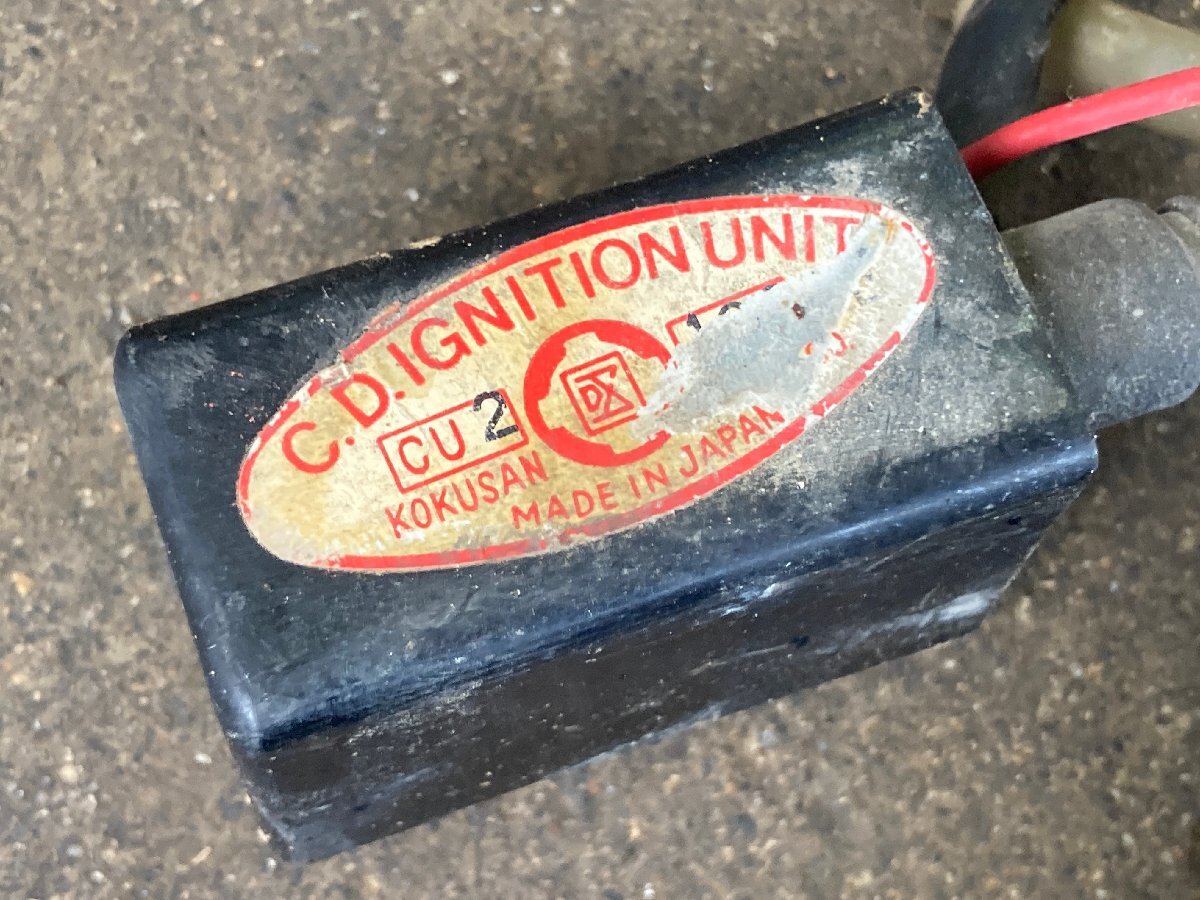 C.D. IGNITION UNIT
CU 2
KOKUSAN
MADE IN JAPAN